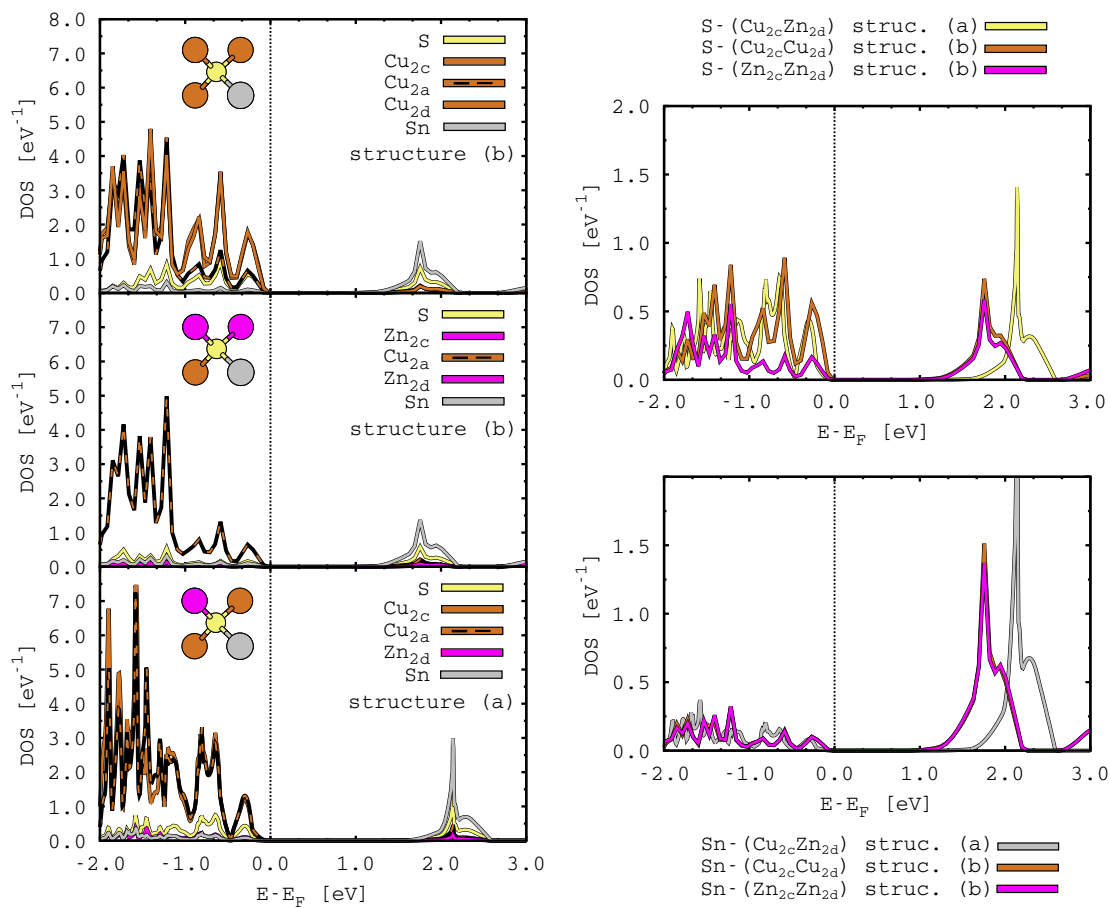 8.0
7.0
6.0
5.0
4.0
3.0
2.0
1.0
0.0
DOS [eV⁻¹]
S
Cu₂c
Cu₂ₐ
Cu₂d
Sn
structure (b)
7.0
6.0
5.0
4.0
3.0
2.0
1.0
0.0
DOS [eV⁻¹]
S
Zn₂c
Cu₂ₐ
Zn₂d
Sn
structure (b)
7.0
6.0
5.0
4.0
3.0
2.0
1.0
0.0
DOS [eV⁻¹]
S
Cu₂c
Cu₂ₐ
Zn₂d
Sn
structure (a)
-2.0 -1.0 0.0 1.0 2.0 3.0
E-E_F [eV]
S-(Cu₂cZn₂d) struc. (a)
S-(Cu₂cCu₂d) struc. (b)
S-(Zn₂cZn₂d) struc. (b)
2.0
1.5
1.0
0.5
0.0
DOS [eV⁻¹]
-2.0 -1.0 0.0 1.0 2.0 3.0
E-E_F [eV]
1.5
1.0
0.5
0.0
DOS [eV⁻¹]
-2.0 -1.0 0.0 1.0 2.0 3.0
E-E_F [eV]
Sn-(Cu₂cZn₂d) struc. (a)
Sn-(Cu₂cCu₂d) struc. (b)
Sn-(Zn₂cZn₂d) struc. (b)